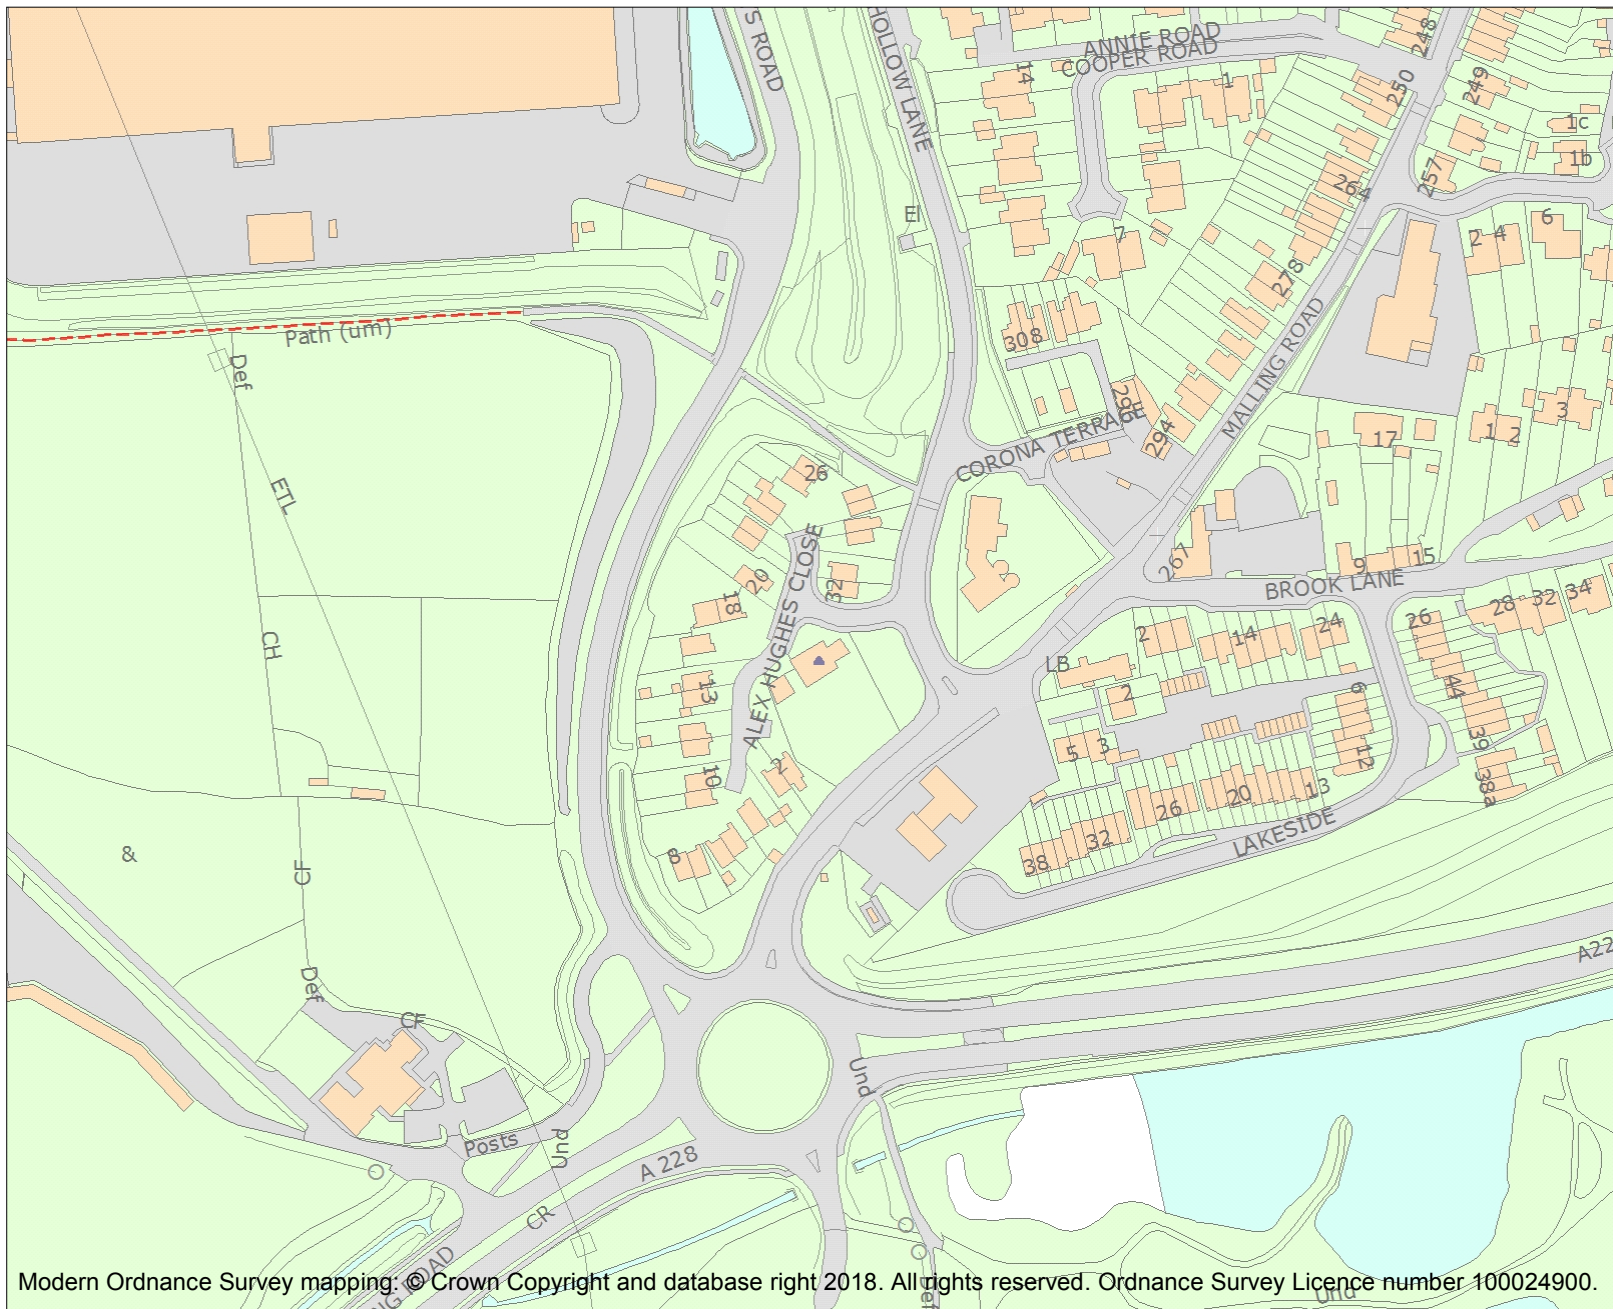 S ROAD
HOLLOW LANE
ANNIE ROAD
COOPER ROAD
248
14
1
250
249
1c
1b
257
264
El
7
6
2
4
278
308
Path (um)
Def
MALLING ROAD
296
CORONA TERRACE
294
3
1
2
17
26
ETL
ALEX HUGHES CLOSE
267
9
15
BROOK LANE
20
32
18
28
32
34
26
24
14
2
CH
LB
13
2
6
44
39
5
3
12
2
10
38a
13
20
26
LAKESIDE
32
38
8
&
CF
A22
Def
CF
Und
Posts
Und
A 228
CR
NG ROAD
Def
Und
Modern Ordnance Survey mapping: © Crown Copyright and database right 2018. All rights reserved. Ordnance Survey Licence number 100024900.